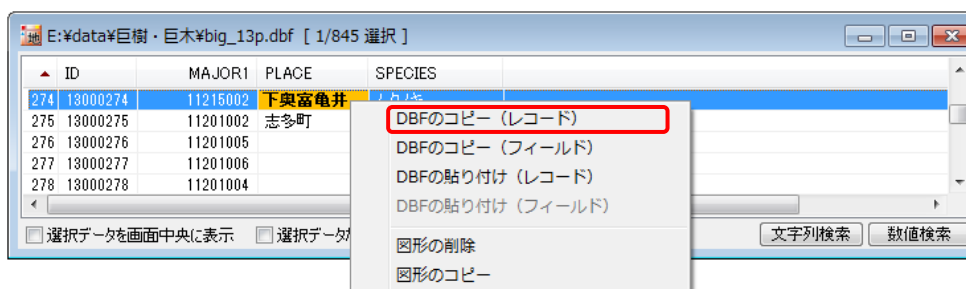 地 E:¥data¥巨樹・巨木¥big_13p.dbf [ 1/845 選択 ]
ID MAJOR1 PLACE SPECIES
274 13000274 11215002 下奥富亀井
275 13000275 11201002 志多町
276 13000276 11201005
277 13000277 11201006
278 13000278 11201004
DBFのコピー（レコード）
DBFのコピー（フィールド）
DBFの貼り付け（レコード）
DBFの貼り付け（フィールド）
図形の削除
図形のコピー
選択データを画面中央に表示 選択データ 文字列検索 数値検索